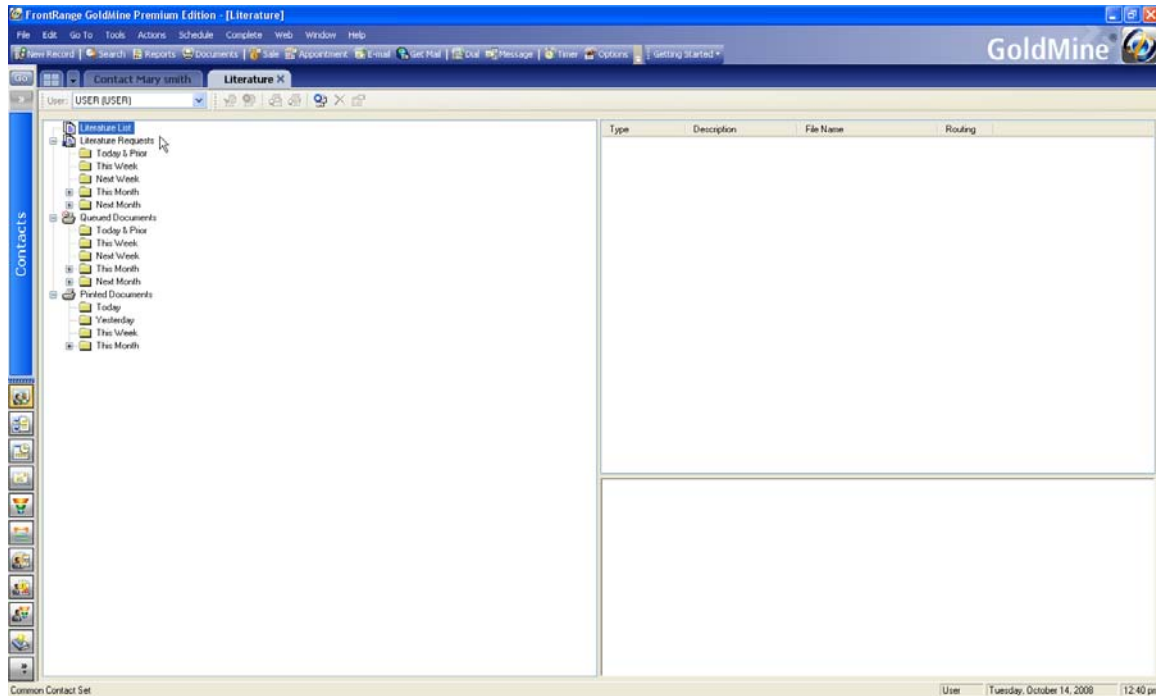 FrontRange GoldMine Premium Edition - [Literature]
File Edit Go To Tools Actions Schedule Complete Web Window Help
New Record Search Reports Documents Sale Appointment E-mail Get Mail Dial Message Timer Options Getting Started
GoldMine
Go Contact Mary smith Literature X
User: USER (USER)
Literature List
Literature Requests
Today & Prior
This Week
Next Week
This Month
Next Month
Queued Documents
Today & Prior
This Week
Next Week
This Month
Next Month
Printed Documents
Today
Yesterday
This Week
This Month
Type Description File Name Routing
Contacts
Common Contact Set User Tuesday, October 14, 2008 12:40 pm